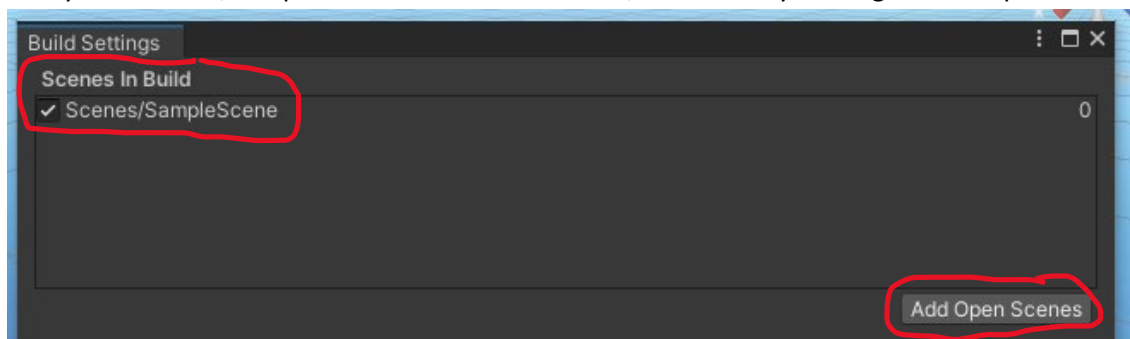 Build Settings
Scenes In Build
Scenes/SampleScene 0
Add Open Scenes